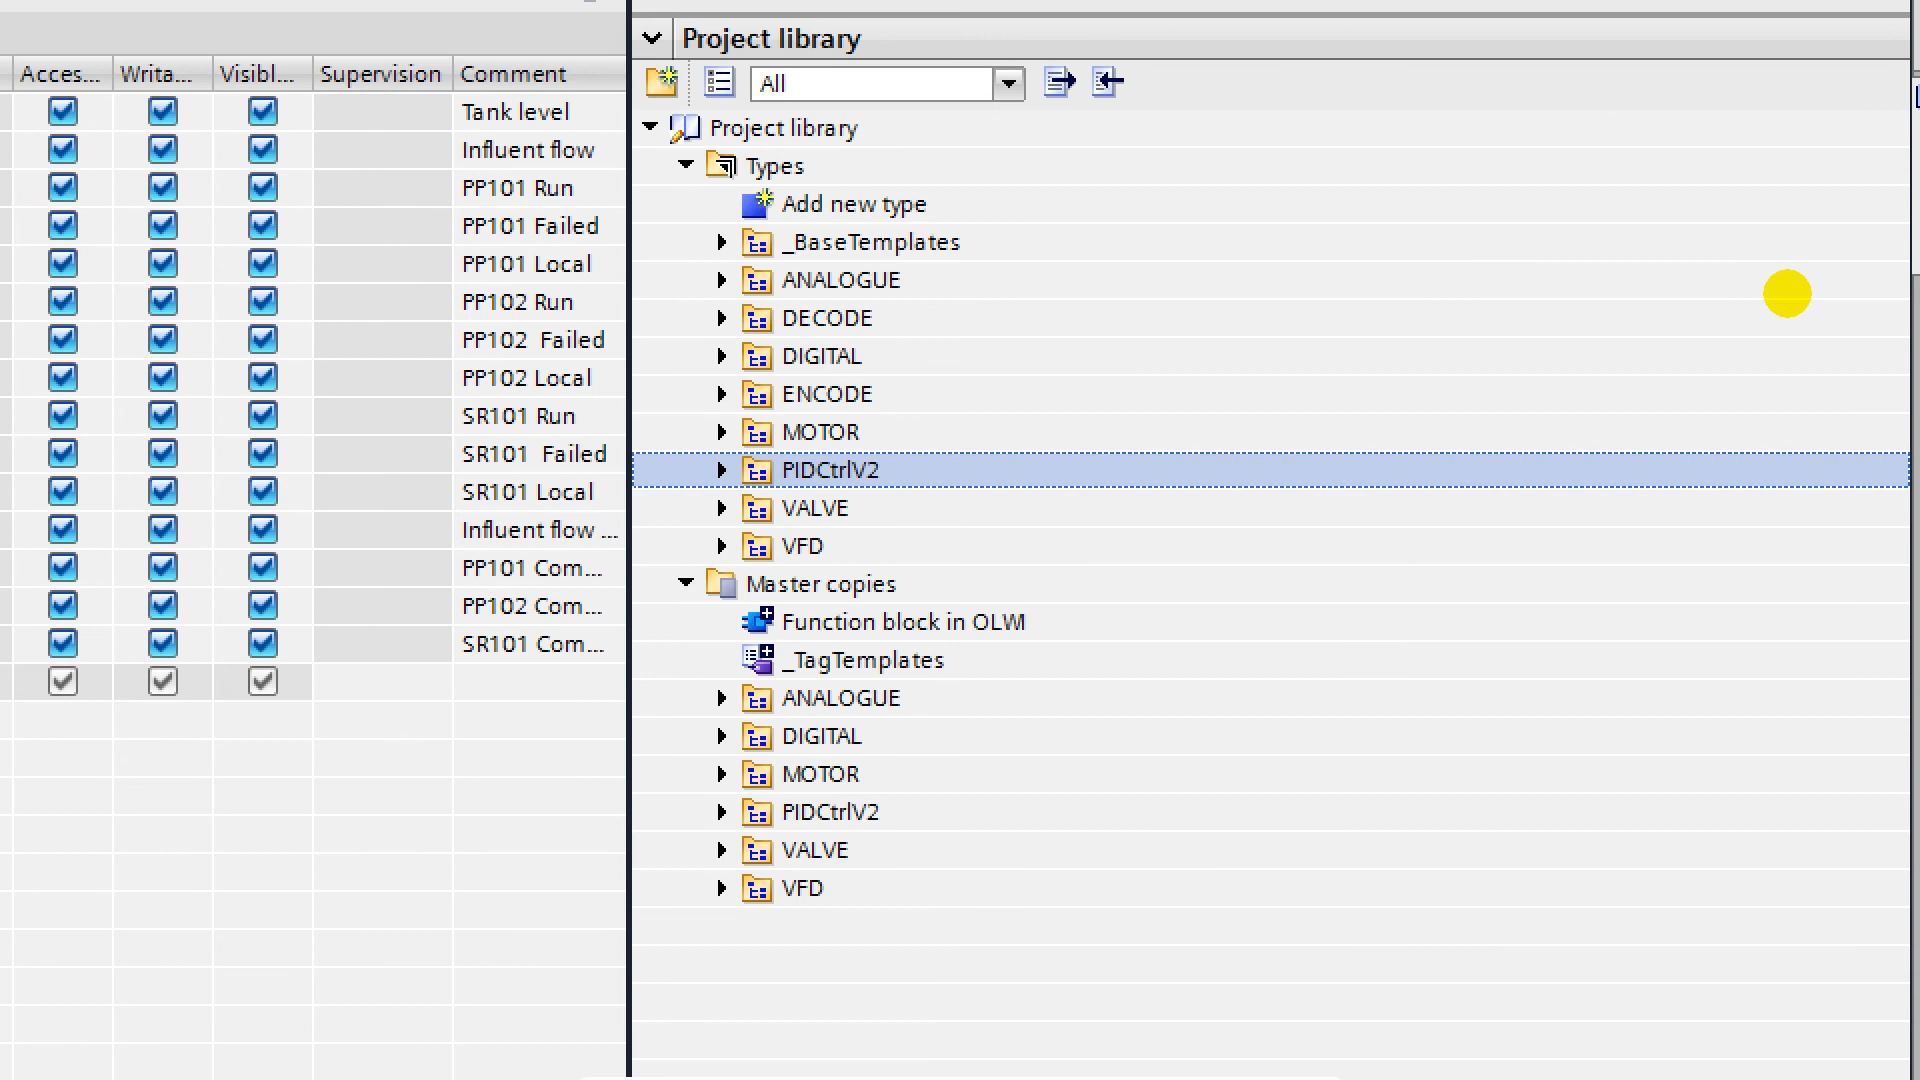 Acces... Writa... Visibl... Supervision Comment
Tank level
Influent flow
PP101 Run
PP101 Failed
PP101 Local
PP102 Run
PP102  Failed
PP102 Local
SR101 Run
SR101  Failed
SR101 Local
Influent flow ...
PP101 Com...
PP102 Com...
SR101 Com...
Project library
All
Project library
Types
Add new type
_BaseTemplates
ANALOGUE
DECODE
DIGITAL
ENCODE
MOTOR
PIDCtrlV2
VALVE
VFD
Master copies
Function block in OLWI
_TagTemplates
ANALOGUE
DIGITAL
MOTOR
PIDCtrlV2
VALVE
VFD